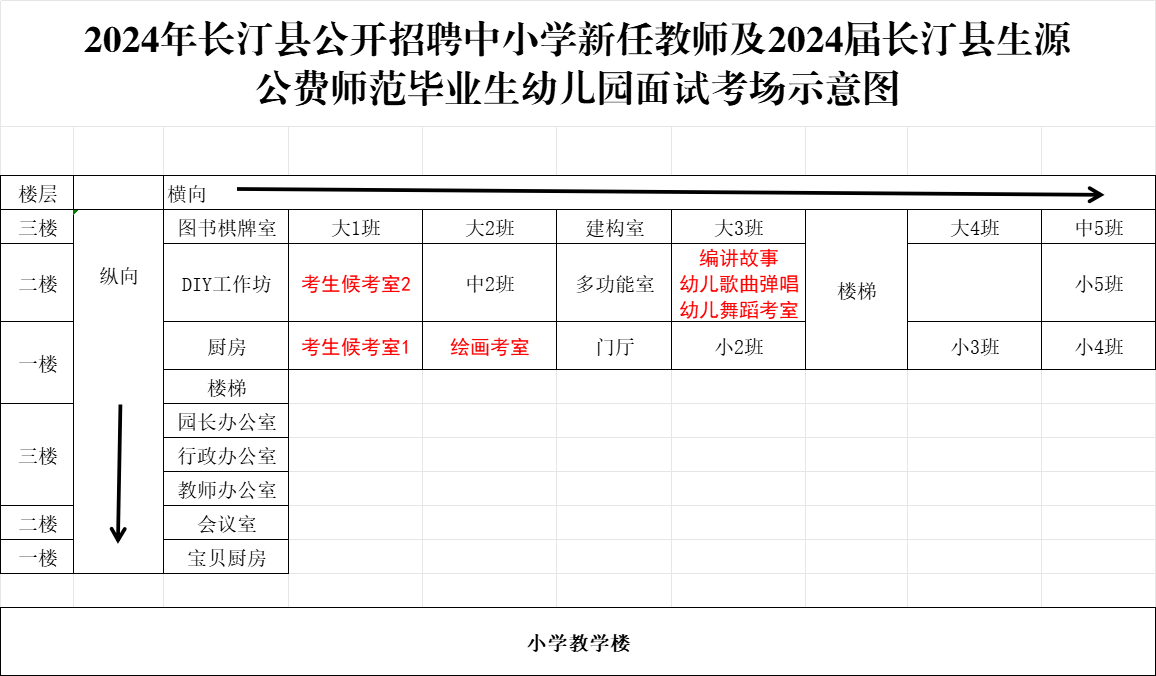 2024年长汀县公开招聘中小学新任教师及2024届长汀县生源
公费师范毕业生幼儿园面试考场示意图
楼层 横向
三楼 图书棋牌室 大1班 大2班 建构室 大3班 大4班 中5班
纵向
二楼 DIY工作坊 考生候考室2 中2班 多功能室 编讲故事
幼儿歌曲弹唱
幼儿舞蹈考室
楼梯
小5班
一楼 厨房 考生候考室1 绘画考室 门厅 小2班 小3班 小4班
楼梯
三楼 园长办公室
行政办公室
教师办公室
二楼 会议室
一楼 宝贝厨房
小学教学楼